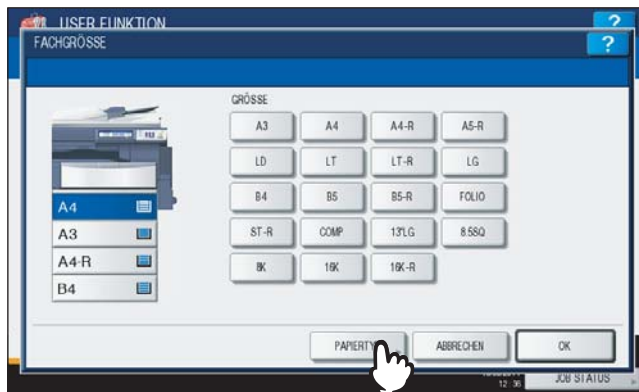 USER FUNKTION ?
FACHGRÖSSE ?
GRÖSSE
A3 A4 A4-R A5-R
LD LT LT-R LG
B4 B5 B5-R FOLIO
ST-R COMP 13"LG 8.5SQ
8K 16K 16K-R
A4
A3
A4-R
B4
ABBRECHEN OK
12:36 JOB STATUS